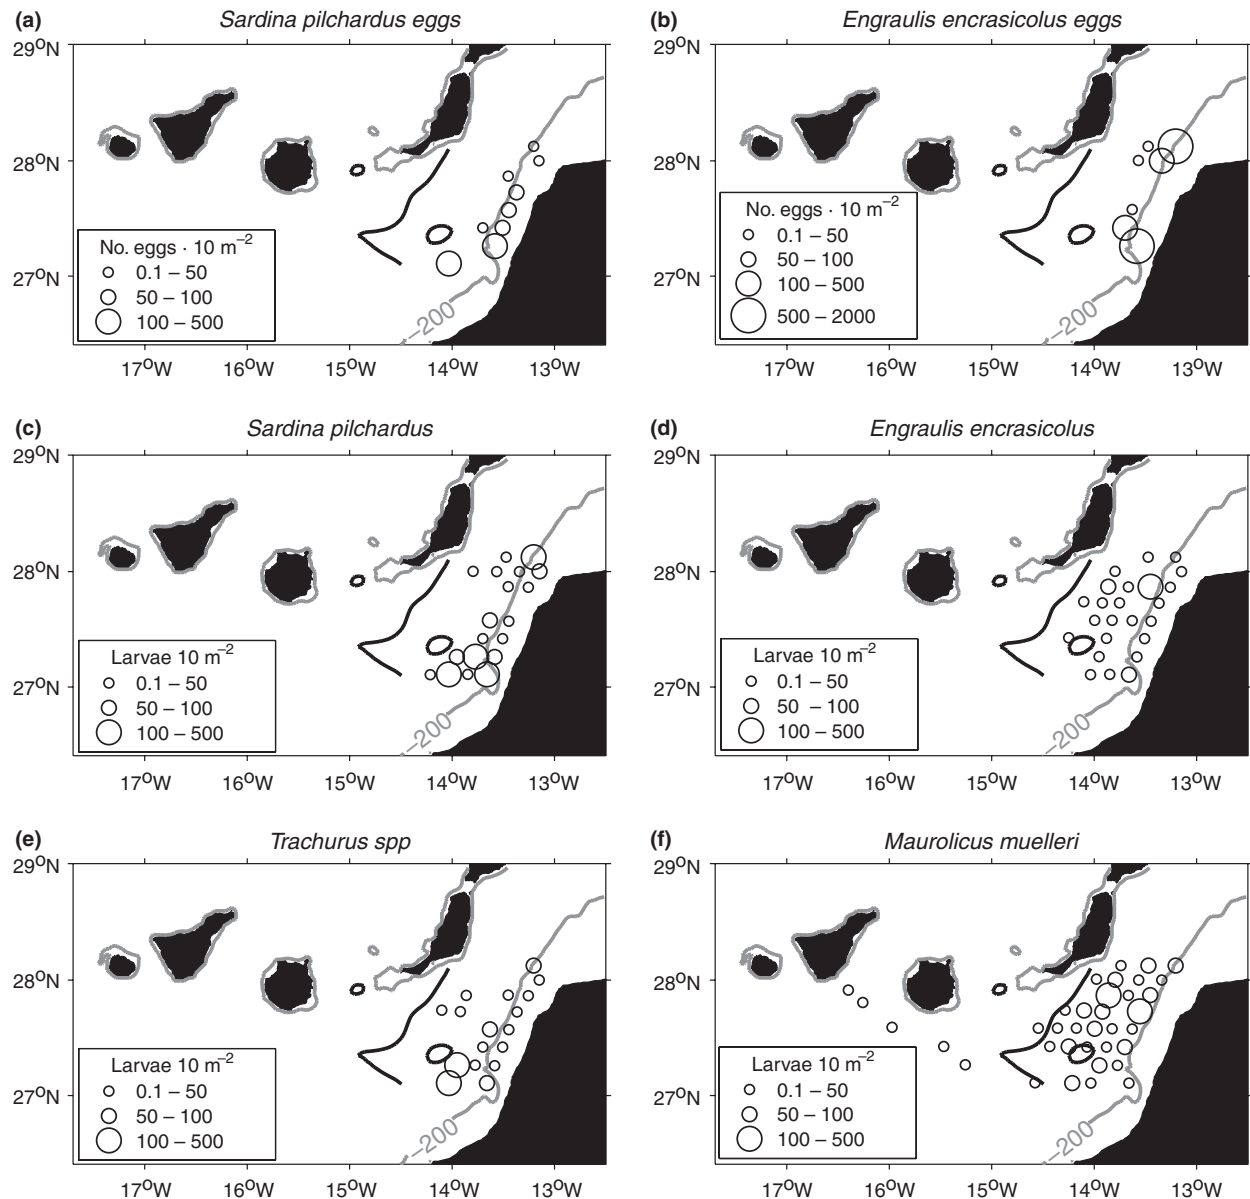 (a) Sardina pilchardus eggs
29°N
28°N
27°N
No. eggs · 10 m–2
0.1 – 50
50 – 100
100 – 500
–200
17°W 16°W 15°W 14°W 13°W
(b) Engraulis encrasicolus eggs
29°N
28°N
27°N
No. eggs · 10 m–2
0.1 – 50
50 – 100
100 – 500
500 – 2000
–200
17°W 16°W 15°W 14°W 13°W
(c) Sardina pilchardus
29°N
28°N
27°N
Larvae 10 m–2
0.1 – 50
50 – 100
100 – 500
–200
17°W 16°W 15°W 14°W 13°W
(d) Engraulis encrasicolus
29°N
28°N
27°N
Larvae 10 m–2
0.1 – 50
50 – 100
100 – 500
–200
17°W 16°W 15°W 14°W 13°W
(e) Trachurus spp
29°N
28°N
27°N
Larvae 10 m–2
0.1 – 50
50 – 100
100 – 500
–200
17°W 16°W 15°W 14°W 13°W
(f) Maurolicus muelleri
29°N
28°N
27°N
Larvae 10 m–2
0.1 – 50
50 – 100
100 – 500
–200
17°W 16°W 15°W 14°W 13°W